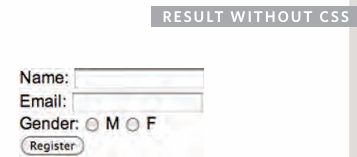 RESULT WITHOUT CSS
Name:
Email:
Gender: M F
Register